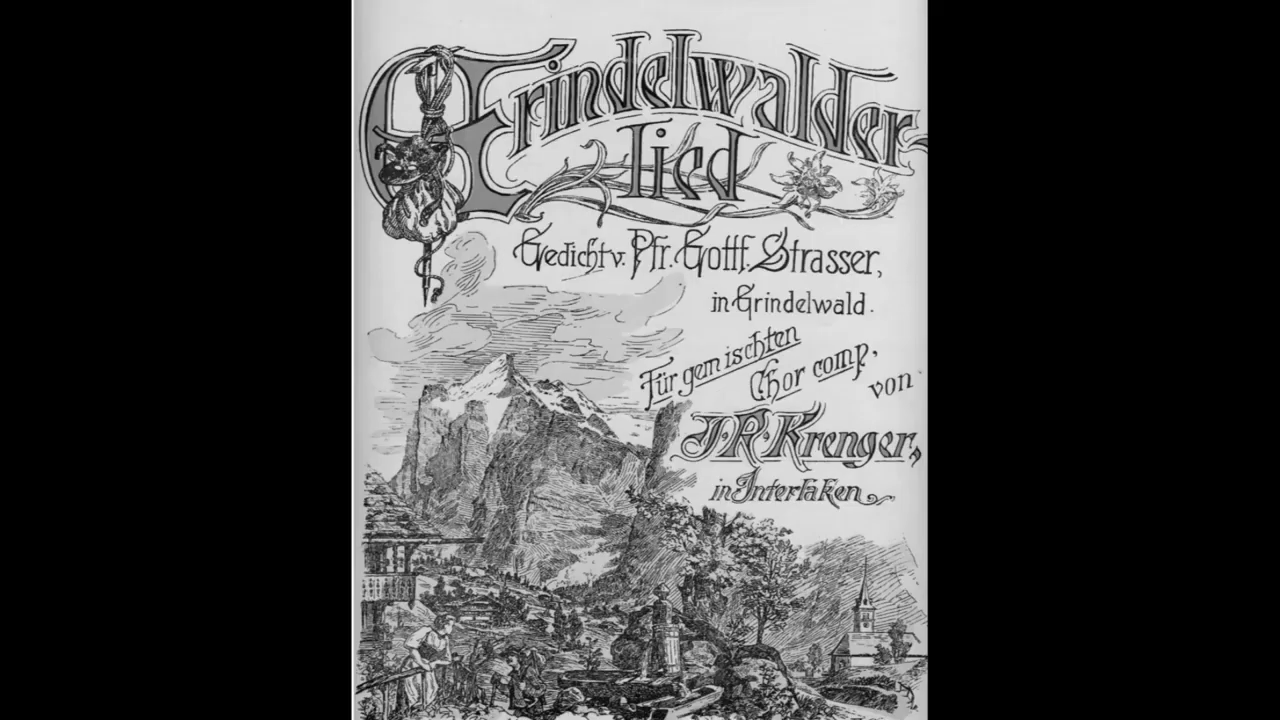 Grindelwalder-
lied
Gedicht v. Pfr. Gottf. Strasser,
in Grindelwald.
Für gemischten
Chor comp. von
J. R. Krenger,
in Interlaken